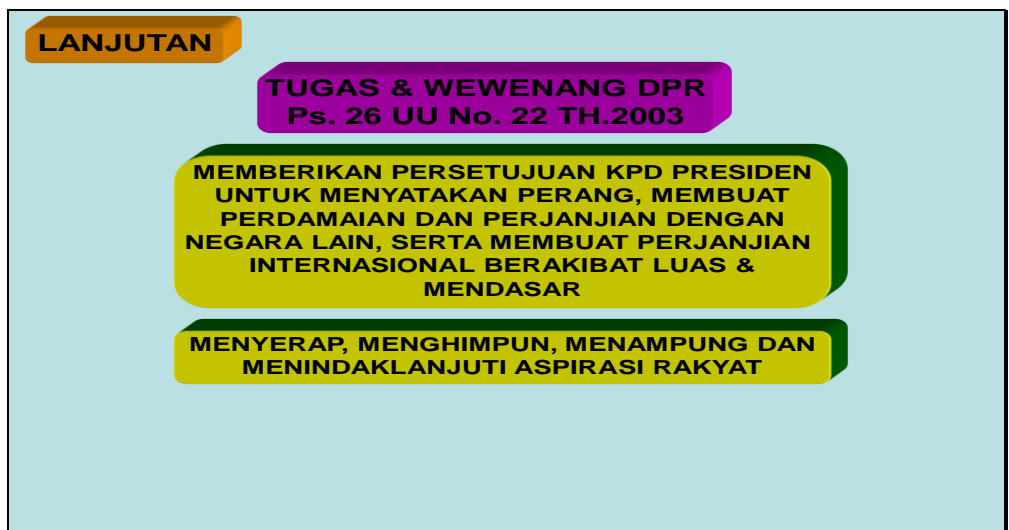 LANJUTAN
TUGAS & WEWENANG DPR
Ps. 26 UU No. 22 TH.2003
MEMBERIKAN PERSETUJUAN KPD PRESIDEN
UNTUK MENYATAKAN PERANG, MEMBUAT
PERDAMAIAN DAN PERJANJIAN DENGAN
NEGARA LAIN, SERTA MEMBUAT PERJANJIAN
INTERNASIONAL BERAKIBAT LUAS &
MENDASAR
MENYERAP, MENGHIMPUN, MENAMPUNG DAN
MENINDAKLANJUTI ASPIRASI RAKYAT